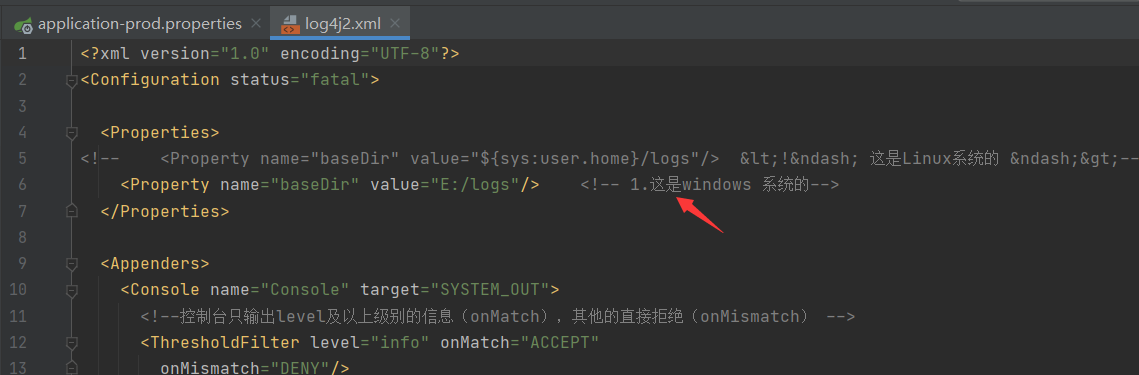 application-prod.properties log4j2.xml
1 <?xml version="1.0" encoding="UTF-8"?>
2 <Configuration status="fatal">
3
4 <Properties>
5 <!-- <Property name="baseDir" value="${sys:user.home}/logs"/> &lt;!&ndash; 这是Linux系统的 &ndash;&gt;--
6 <Property name="baseDir" value="E:/logs"/> <!-- 1.这是windows 系统的-->
7 </Properties>
8
9 <Appenders>
10 <Console name="Console" target="SYSTEM_OUT">
11 <!--控制台只输出level及以上级别的信息（onMatch），其他的直接拒绝（onMismatch） -->
12 <ThresholdFilter level="info" onMatch="ACCEPT"
13 onMismatch="DENY"/>